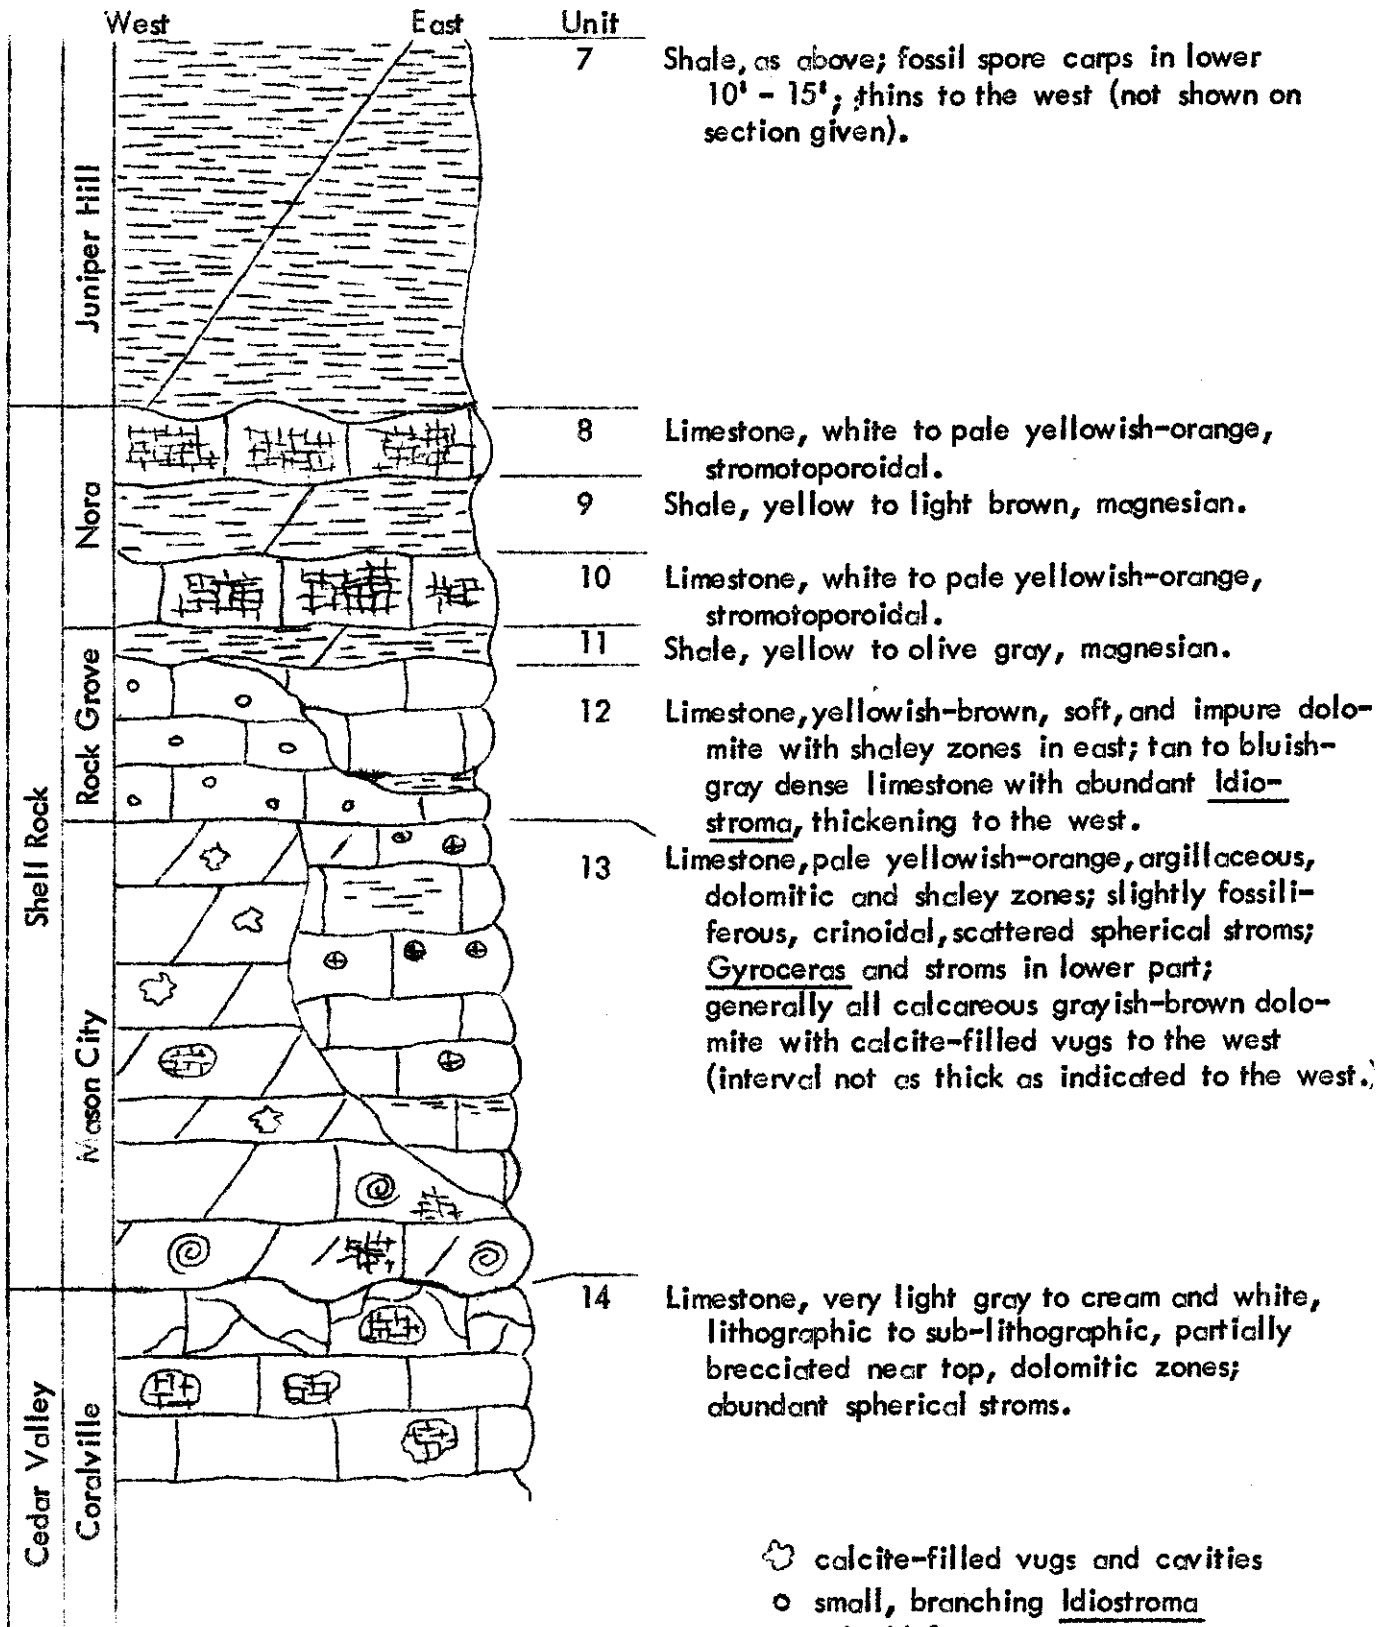 West East Unit
7 Shale, as above; fossil spore carps in lower
10' - 15'; thins to the west (not shown on
section given).
Juniper Hill
8 Limestone, white to pale yellowish-orange,
stromotoporoidal.
Nora
9 Shale, yellow to light brown, magnesian.
10 Limestone, white to pale yellowish-orange,
stromotoporoidal.
11 Shale, yellow to olive gray, magnesian.
Rock Grove
12 Limestone, yellowish-brown, soft, and impure dolo-
mite with shaley zones in east; tan to bluish-
gray dense limestone with abundant Idio-
stroma, thickening to the west.
Shell Rock
13 Limestone, pale yellowish-orange, argillaceous,
dolomitic and shaley zones; slightly fossili-
ferous, crinoidal, scattered spherical stroms;
Gyroceras and stroms in lower part;
generally all calcareous grayish-brown dolo-
mite with calcite-filled vugs to the west
(interval not as thick as indicated to the west.)
Mason City
14 Limestone, very light gray to cream and white,
lithographic to sub-lithographic, partially
brecciated near top, dolomitic zones;
abundant spherical stroms.
Cedar Valley
Coralville
calcite-filled vugs and cavities
small, branching Idiostroma